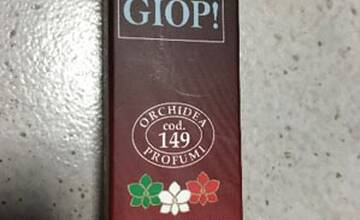 GIOP!
ORCHIDEA
cod.
149
PROFUMI